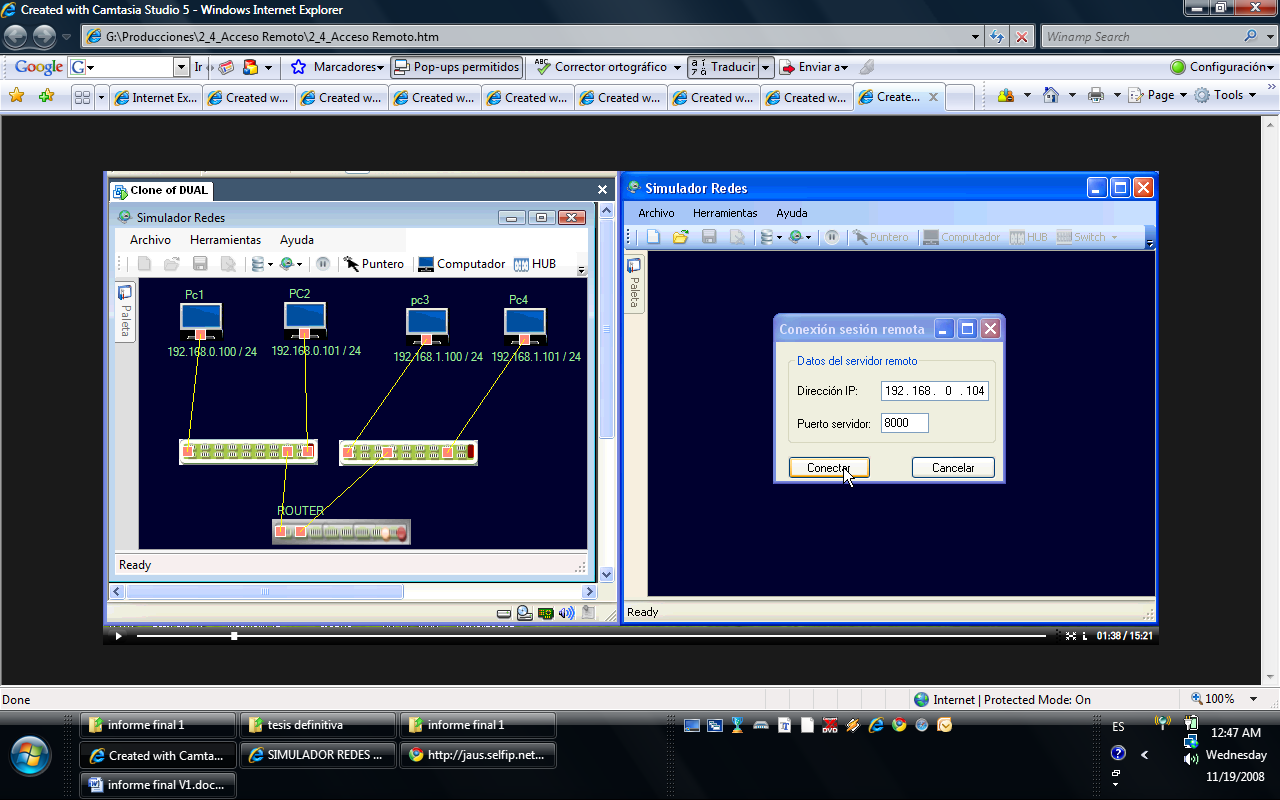 Created with Camtasia Studio 5 - Windows Internet Explorer
G:\Producciones\2_4_Acceso Remoto\2_4_Acceso Remoto.htm
Winamp Search
Google
Ir
Marcadores
Pop-ups permitidos
Corrector ortográfico
Traducir
Enviar a
Configuración
Internet Ex...
Created w...
Created w...
Created w...
Created w...
Created w...
Created w...
Created w...
Create...
Page
Tools
Clone of DUAL
Simulador Redes
Archivo Herramientas Ayuda
Puntero Computador HUB
Paleta
Pc1 PC2 pc3 Pc4
192.168.0.100 / 24
192.168.0.101 / 24
192.168.1.100 / 24
192.168.1.101 / 24
ROUTER
Ready
Simulador Redes
Archivo Herramientas Ayuda
Puntero Computador HUB Switch
Paleta
Conexión sesión remota
Datos del servidor remoto
Dirección IP: 192 . 168 . 0 . 104
Puerto servidor: 8000
Conectar Cancelar
Ready
01:38 / 15:21
Done
Internet | Protected Mode: On
100%
informe final 1
tesis definitiva
informe final 1
Created with Camta...
SIMULADOR REDES ...
http://jaus.selfip.net...
informe final V1.doc...
ES
12:47 AM
Wednesday
11/19/2008